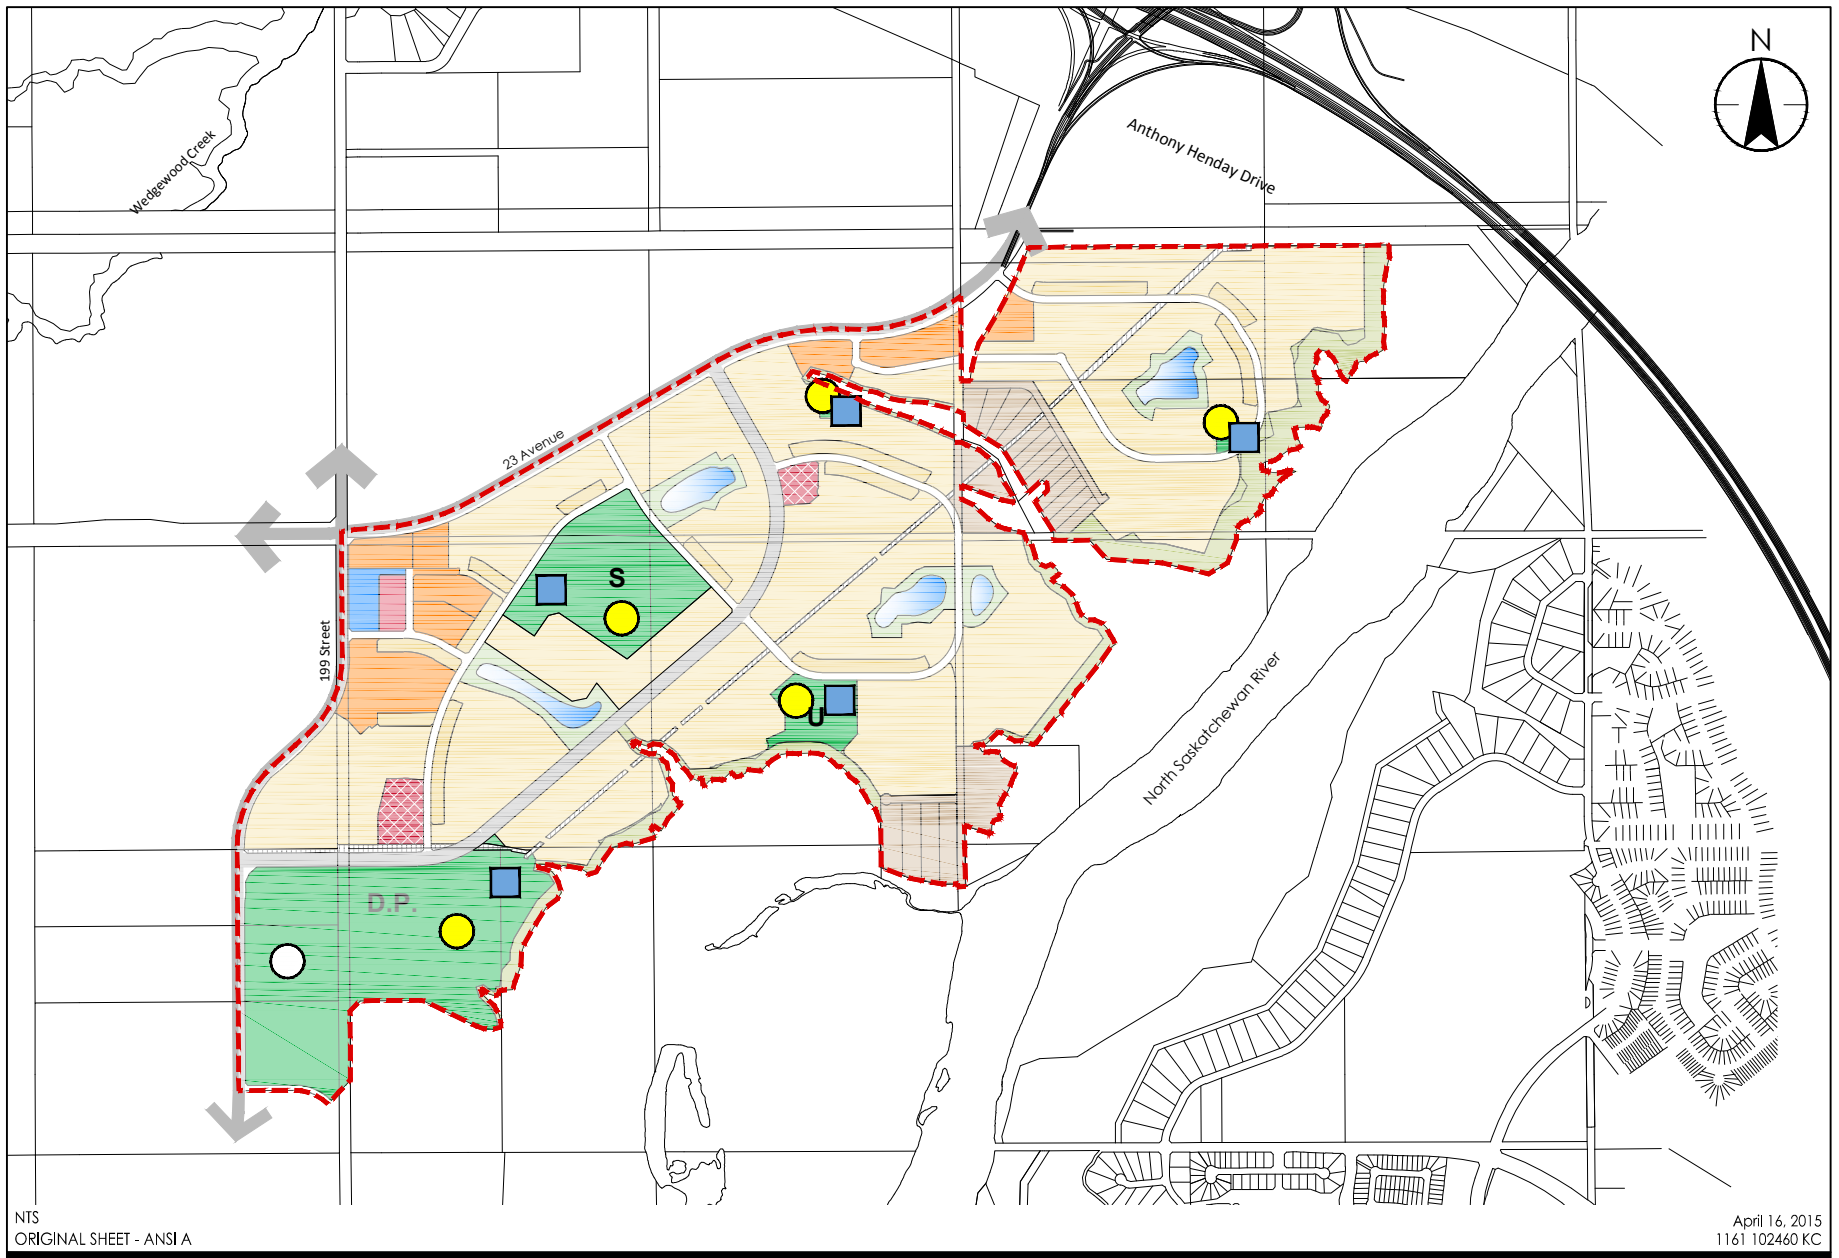 N
Anthony Henday Drive
Wedgewood Creek
23 Avenue
S
199 Street
U
North Saskatchewan River
D.P.
NTS
ORIGINAL SHEET - ANSI A
April 16, 2015
1161 102460 KC